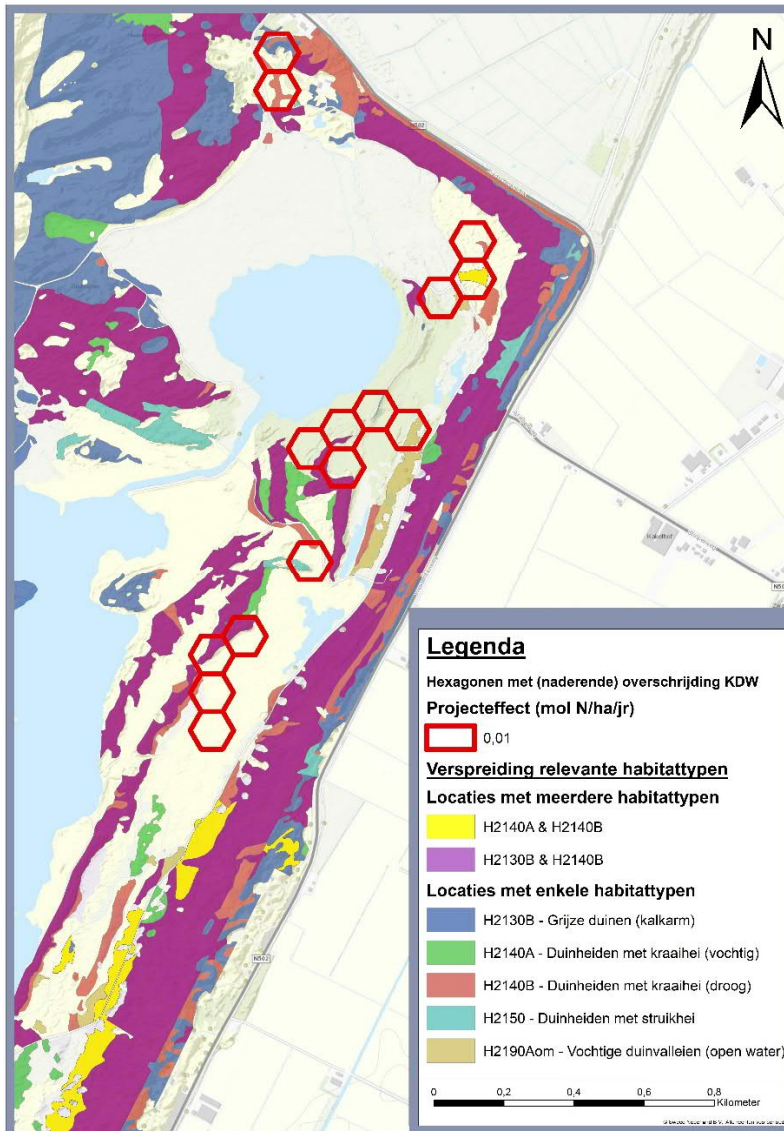 N
N502
Kakelhof
N502
Legenda
Hexagonen met (naderende) overschrijding KDW
Projecteffect (mol N/ha/jr)
0,01
Verspreiding relevante habitattypen
Locaties met meerdere habitattypen
H2140A & H2140B
H2130B & H2140B
Locaties met enkele habitattypen
H2130B - Grijze duinen (kalkarm)
H2140A - Duinheiden met kraaihei (vochtig)
H2140B - Duinheiden met kraaihei (droog)
H2150 - Duinheiden met struikhei
H2190Aom - Vochtige duinvalleien (open water)
0 0,2 0,4 0,6 0,8
Kilometer